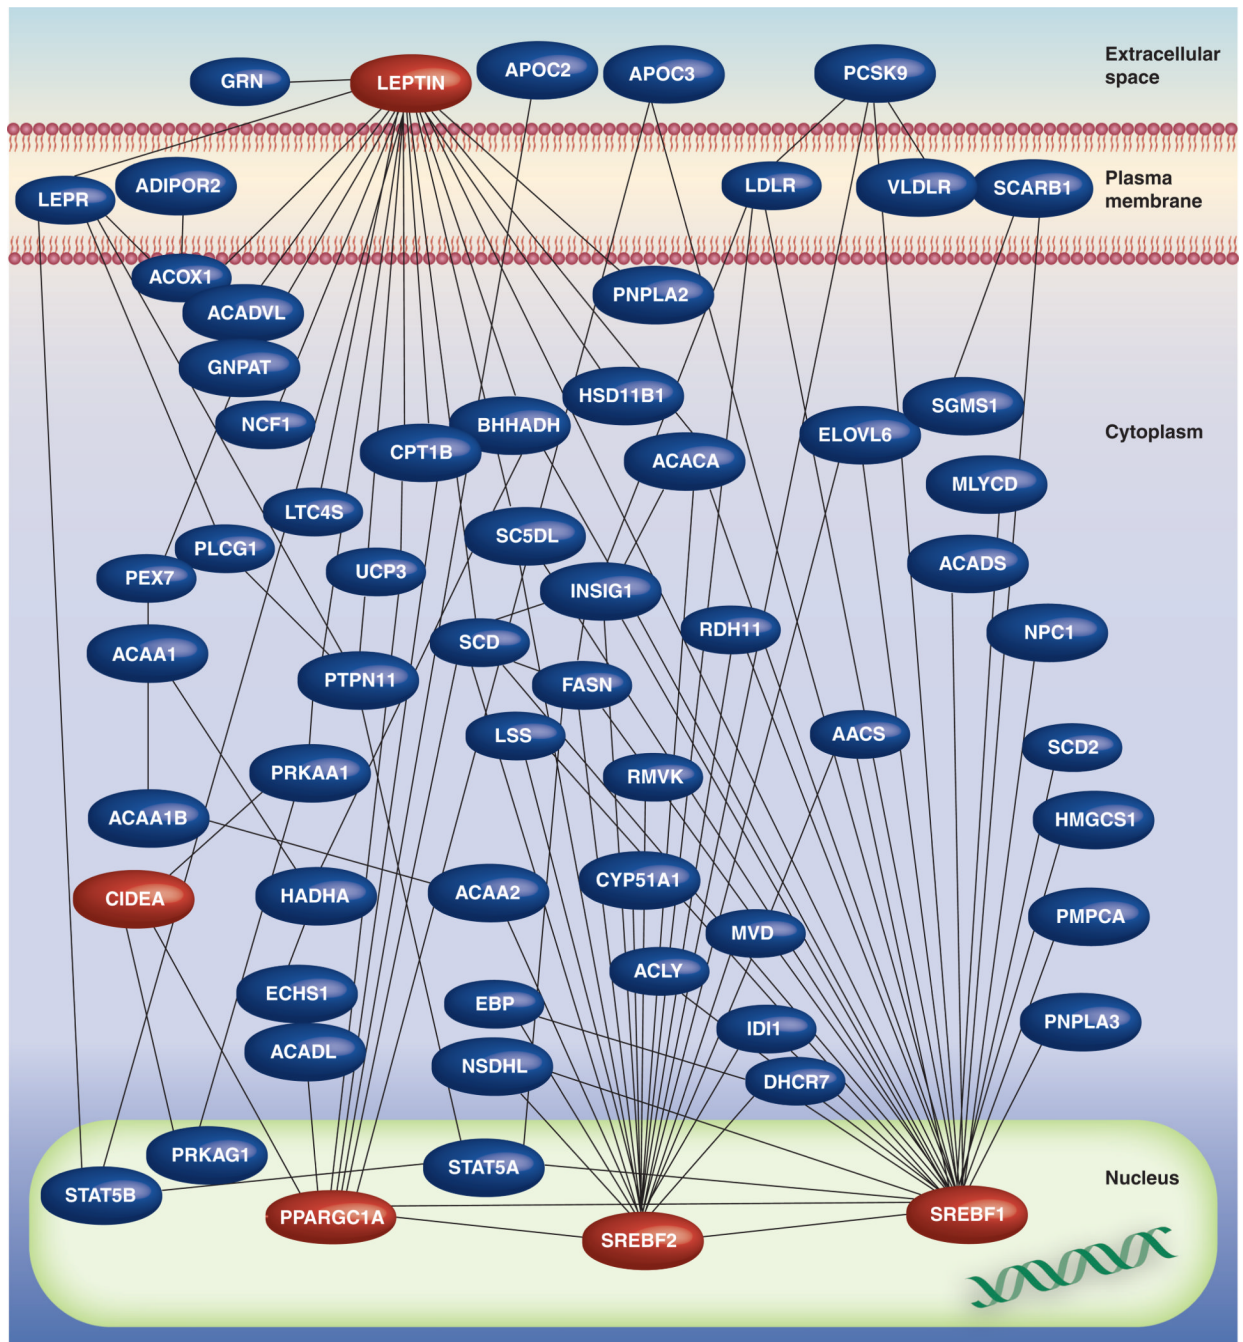 Extracellular
space
GRN
LEPTIN
APOC2
APOC3
PCSK9
Plasma
membrane
LEPR
ADIPOR2
LDLR
VLDLR
SCARB1
ACOX1
ACADVL
PNPLA2
GNPAT
NCF1
HSD11B1
BHHADH
CPT1B
SGMS1
ELOVL6
Cytoplasm
ACACA
MLYCD
LTC4S
PLCG1
SC5DL
PEX7
UCP3
INSIG1
ACADS
RDH11
NPC1
ACAA1
SCD
PTPN11
FASN
LSS
AACS
SCD2
PRKAA1
RMVK
ACAA1B
HMGCS1
CIDEA
HADHA
ACAA2
CYP51A1
PMPCA
MVD
ACLY
ECHS1
EBP
IDI1
PNPLA3
ACADL
NSDHL
DHCR7
PRKAG1
STAT5A
Nucleus
STAT5B
PPARGC1A
SREBF2
SREBF1